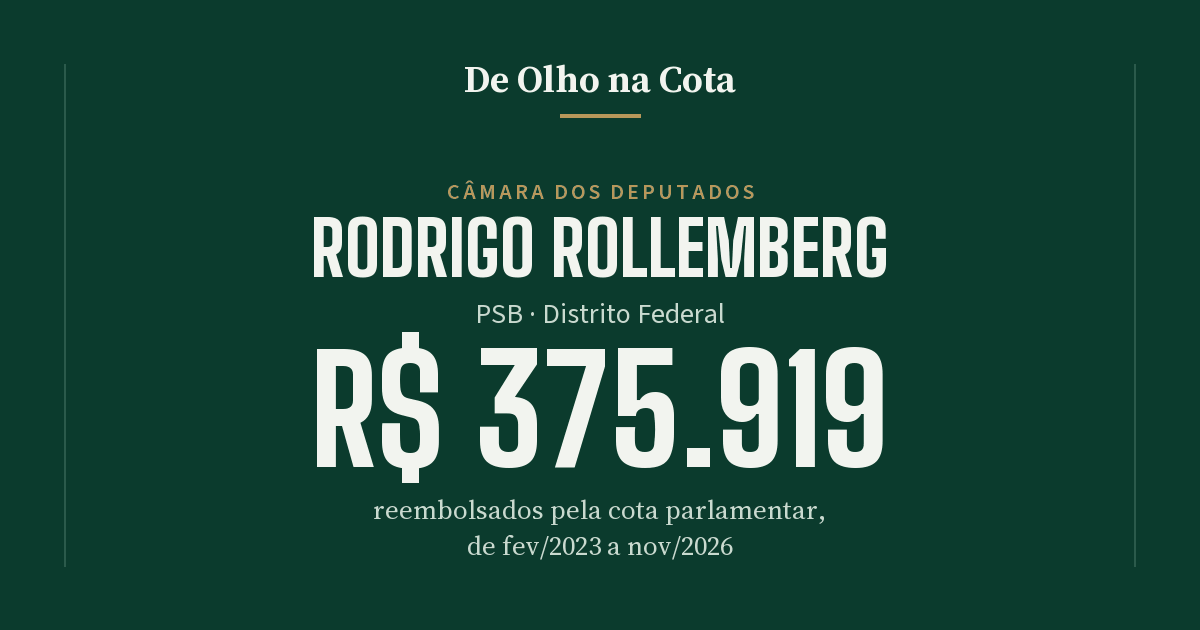 De Olho na Cota
CÂMARA DOS DEPUTADOS
RODRIGO ROLLEMBERG
PSB · Distrito Federal
R$ 375.919
reembolsados pela cota parlamentar,
de fev/2023 a nov/2026